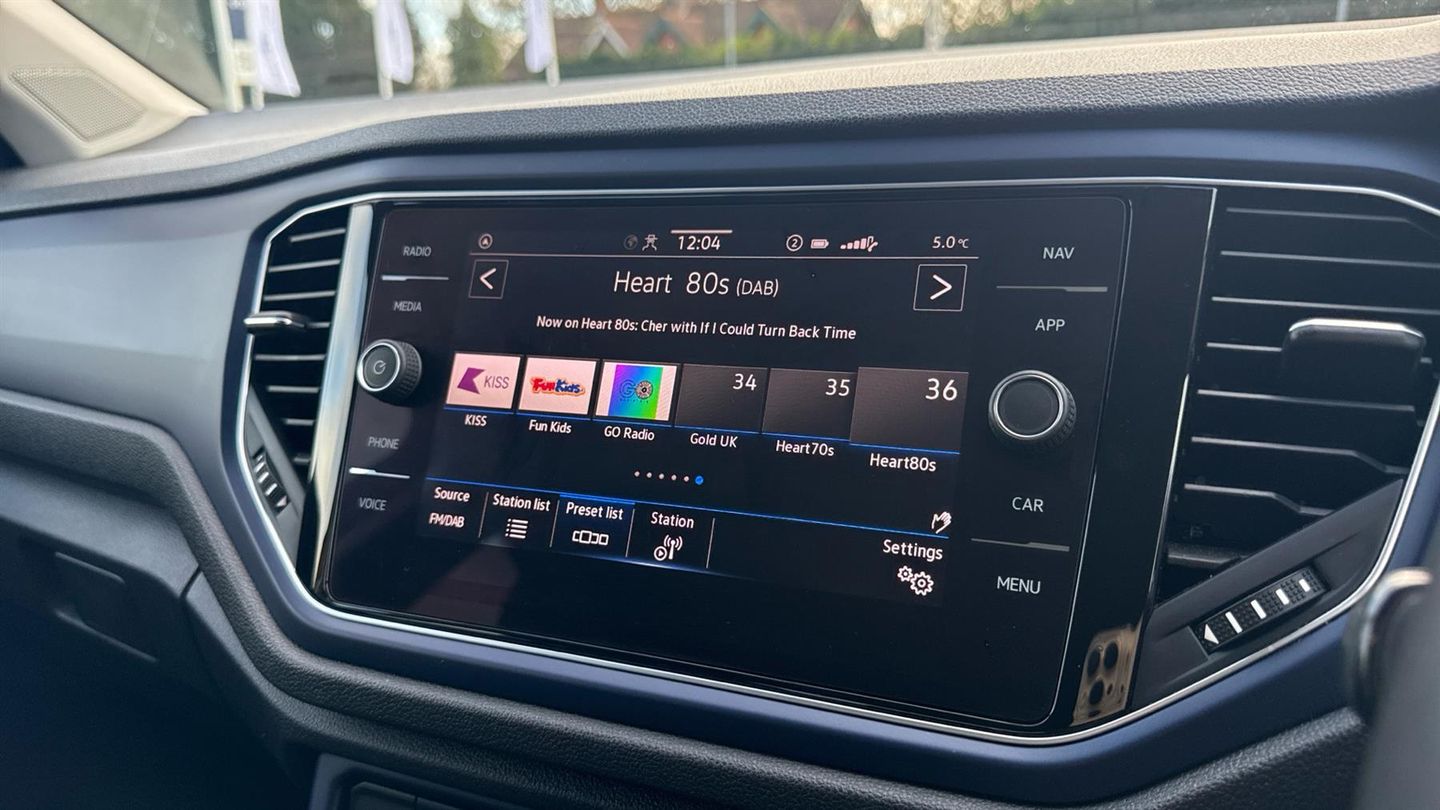 RADIO
MEDIA
PHONE
VOICE
12:04
2
5.0 °C
<
Heart 80s (DAB)
>
Now on Heart 80s: Cher with If I Could Turn Back Time
KISS
Fun Kids
GO
34
35
36
KISS
Fun Kids
GO Radio
Gold UK
Heart70s
Heart80s
Source
FM/DAB
Station list
Preset list
Station
Settings
NAV
APP
CAR
MENU